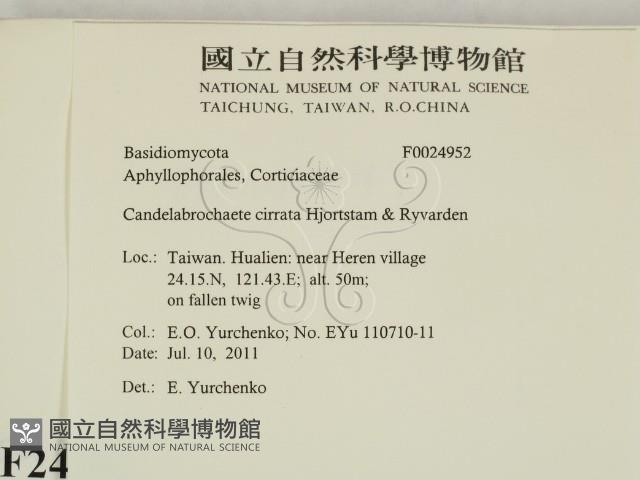 國立自然科學博物館
NATIONAL MUSEUM OF NATURAL SCIENCE
TAICHUNG, TAIWAN, R.O.CHINA
Basidiomycota F0024952
Aphyllophorales, Corticiaceae
Candelabrochaete cirrata Hjortstam & Ryvarden
Loc.: Taiwan. Hualien: near Heren village
24.15.N, 121.43.E; alt. 50m;
on fallen twig
Col.: E.O. Yurchenko; No. EYu 110710-11
Date: Jul. 10, 2011
Det.: E. Yurchenko
國立自然科學博物館
NATIONAL MUSEUM OF NATURAL SCIENCE
F24